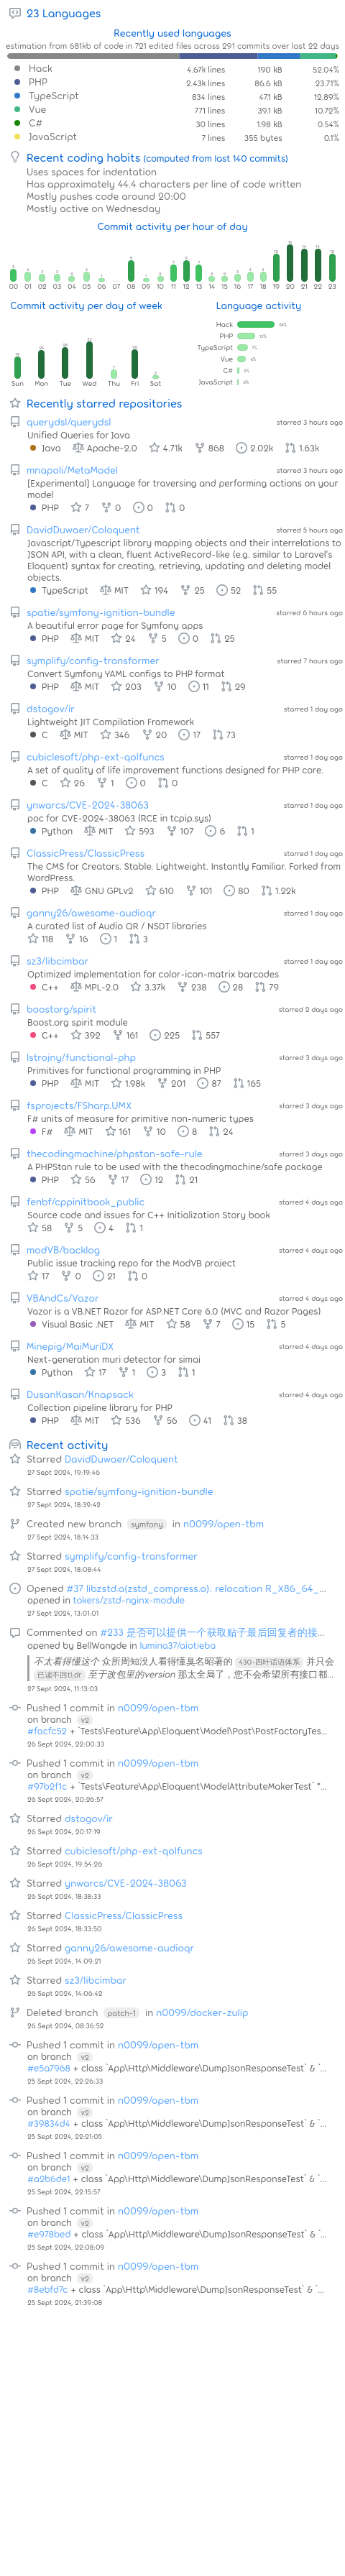 23 Languages
Recently used languages
estimation from 681kb of code in 721 edited files across 291 commits over last 22 days
Hack 4.67k lines 190 kB 52.04%
PHP 2.43k lines 86.6 kB 23.71%
TypeScript 834 lines 47.1 kB 12.89%
Vue 771 lines 39.1 kB 10.72%
C# 30 lines 1.98 kB 0.54%
JavaScript 7 lines 355 bytes 0.1%
Recent coding habits (computed from last 140 commits)
Uses spaces for indentation
Has approximately 44.4 characters per line of code written
Mostly pushes code around 20:00
Mostly active on Wednesday
Commit activity per hour of day
00 01 02 03 04 05 06 07 08 09 10 11 12 13 14 15 16 17 18 19 20 21 22 23
Commit activity per day of week
Sun Mon Tue Wed Thu Fri Sat
Language activity
Hack
PHP
TypeScript
Vue
C#
JavaScript
Recently starred repositories
querydsl/querydsl starred 3 hours ago
Unified Queries for Java
Java Apache-2.0 4.71k 868 2.02k 1.63k
mnapoli/MetaModel starred 3 hours ago
[Experimental] Language for traversing and performing actions on your
model
PHP 7 0 0 0
DavidDuwaer/Coloquent starred 5 hours ago
Javascript/Typescript library mapping objects and their interrelations to
JSON API, with a clean, fluent ActiveRecord-like (e.g. similar to Laravel's
Eloquent) syntax for creating, retrieving, updating and deleting model
objects.
TypeScript MIT 194 25 52 55
spatie/symfony-ignition-bundle starred 6 hours ago
A beautiful error page for Symfony apps
PHP MIT 24 5 0 25
symplify/config-transformer starred 7 hours ago
Convert Symfony YAML configs to PHP format
PHP MIT 203 10 11 29
dstogov/ir starred 1 day ago
Lightweight JIT Compilation Framework
C MIT 346 20 17 73
cubiclesoft/php-ext-qolfuncs starred 1 day ago
A set of quality of life improvement functions designed for PHP core.
C 26 1 0 0
ynwarcs/CVE-2024-38063 starred 1 day ago
poc for CVE-2024-38063 (RCE in tcpip.sys)
Python MIT 593 107 6 1
ClassicPress/ClassicPress starred 1 day ago
The CMS for Creators. Stable. Lightweight. Instantly Familiar. Forked from
WordPress.
PHP GNU GPLv2 610 101 80 1.22k
ganny26/awesome-audioqr starred 1 day ago
A curated list of Audio QR / NSDT libraries
118 16 1 3
sz3/libcimbar starred 1 day ago
Optimized implementation for color-icon-matrix barcodes
C++ MPL-2.0 3.37k 238 28 79
boostorg/spirit starred 2 days ago
Boost.org spirit module
C++ 392 161 225 557
lstrojny/functional-php starred 3 days ago
Primitives for functional programming in PHP
PHP MIT 1.98k 201 87 165
fsprojects/FSharp.UMX starred 3 days ago
F# units of measure for primitive non-numeric types
F# MIT 161 10 8 24
thecodingmachine/phpstan-safe-rule starred 3 days ago
A PHPStan rule to be used with the thecodingmachine/safe package
PHP 56 17 12 21
fenbf/cppinitbook_public starred 4 days ago
Source code and issues for C++ Initialization Story book
58 5 4 1
modVB/backlog starred 4 days ago
Public issue tracking repo for the ModVB project
17 0 21 0
VBAndCs/Vazor starred 4 days ago
Vazor is a VB.NET Razor for ASP.NET Core 6.0 (MVC and Razor Pages)
Visual Basic .NET MIT 58 7 15 5
Minepig/MaiMuriDX starred 4 days ago
Next-generation muri detector for simai
Python 17 1 3 1
DusanKasan/Knapsack starred 4 days ago
Collection pipeline library for PHP
PHP MIT 536 56 41 38
Recent activity
Starred DavidDuwaer/Coloquent
27 Sept 2024, 19:19:46
Starred spatie/symfony-ignition-bundle
27 Sept 2024, 18:39:42
Created new branch symfony in n0099/open-tbm
27 Sept 2024, 18:14:33
Starred symplify/config-transformer
27 Sept 2024, 18:08:44
Opened #37 libzstd.a(zstd_compress.o): relocation R_X86_64_...
opened in tokers/zstd-nginx-module
27 Sept 2024, 13:01:01
Commented on #233 是否可以提供一个获取贴子最后回复者的接...
opened by BellWangde in lumina37/aiotieba
不太看得懂这个 众所周知没人看得懂臭名昭著的 430-四叶话语体系 并只会
已读不回tl;dr 至于改包里的version 那太全局了，您不会希望所有接口都...
27 Sept 2024, 11:13:03
Pushed 1 commit in n0099/open-tbm
on branch v2
#facfc52 + `Tests\Feature\App\Eloquent\Model\Post\PostFactoryTes...
26 Sept 2024, 22:00:33
Pushed 1 commit in n0099/open-tbm
on branch v2
#97b2f1c + `Tests\Feature\App\Eloquent\ModelAttributeMakerTest` *...
26 Sept 2024, 20:26:57
Starred dstogov/ir
26 Sept 2024, 20:17:19
Starred cubiclesoft/php-ext-qolfuncs
26 Sept 2024, 19:54:26
Starred ynwarcs/CVE-2024-38063
26 Sept 2024, 18:38:33
Starred ClassicPress/ClassicPress
26 Sept 2024, 18:33:50
Starred ganny26/awesome-audioqr
26 Sept 2024, 14:09:21
Starred sz3/libcimbar
26 Sept 2024, 14:06:42
Deleted branch patch-1 in n0099/docker-zulip
26 Sept 2024, 08:36:52
Pushed 1 commit in n0099/open-tbm
on branch v2
#e5a7968 + class `App\Http\Middleware\DumpJsonResponseTest` & `...
25 Sept 2024, 22:26:33
Pushed 1 commit in n0099/open-tbm
on branch v2
#39834d4 + class `App\Http\Middleware\DumpJsonResponseTest` & `...
25 Sept 2024, 22:21:05
Pushed 1 commit in n0099/open-tbm
on branch v2
#a2b6de1 + class `App\Http\Middleware\DumpJsonResponseTest` & `...
25 Sept 2024, 22:15:57
Pushed 1 commit in n0099/open-tbm
on branch v2
#e978bed + class `App\Http\Middleware\DumpJsonResponseTest` & `...
25 Sept 2024, 22:08:09
Pushed 1 commit in n0099/open-tbm
on branch v2
#8ebfd7c + class `App\Http\Middleware\DumpJsonResponseTest` & `...
25 Sept 2024, 21:39:08